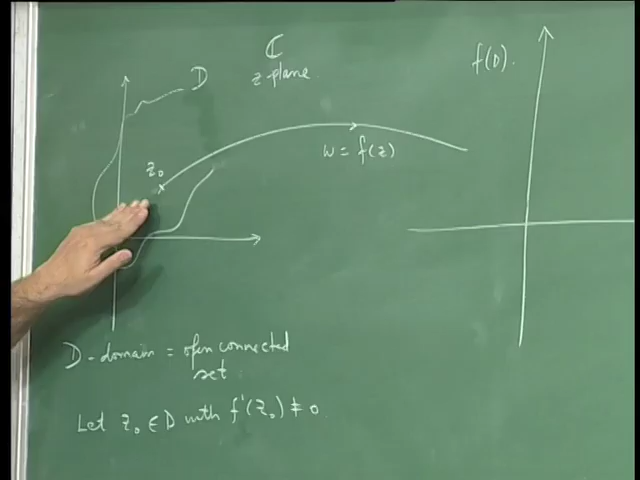 ℂ
z plane
D
f(D).
z₀
w = f(z)
D - domain = open connected
set.
Let z₀ ∈ D with f'(z₀) ≠ 0.